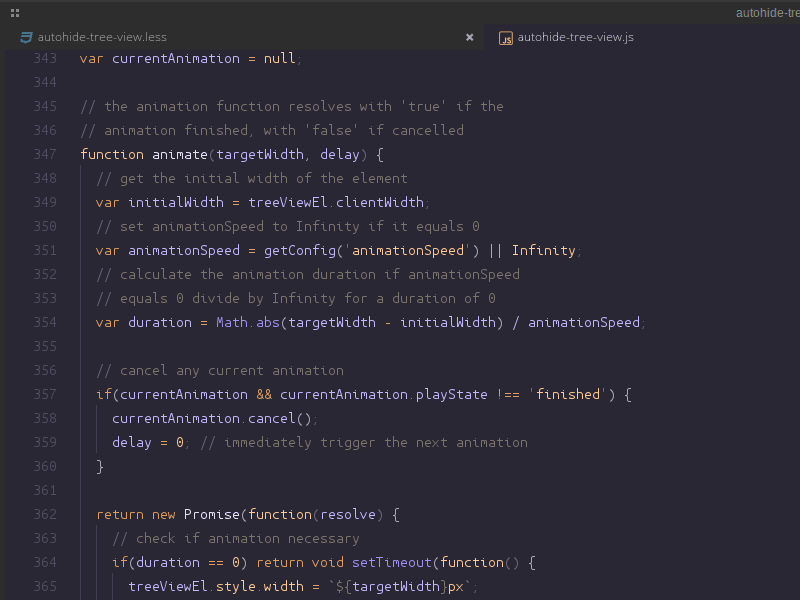 autohide-tre
autohide-tree-view.less × autohide-tree-view.js
343 var currentAnimation = null;
344
345 // the animation function resolves with 'true' if the
346 // animation finished, with 'false' if cancelled
347 function animate(targetWidth, delay) {
348   // get the initial width of the element
349   var initialWidth = treeViewEl.clientWidth;
350   // set animationSpeed to Infinity if it equals 0
351   var animationSpeed = getConfig('animationSpeed') || Infinity;
352   // calculate the animation duration if animationSpeed
353   // equals 0 divide by Infinity for a duration of 0
354   var duration = Math.abs(targetWidth - initialWidth) / animationSpeed;
355
356   // cancel any current animation
357   if(currentAnimation && currentAnimation.playState !== 'finished') {
358     currentAnimation.cancel();
359     delay = 0; // immediately trigger the next animation
360   }
361
362   return new Promise(function(resolve) {
363     // check if animation necessary
364     if(duration == 0) return void setTimeout(function() {
365       treeViewEl.style.width = `${targetWidth}px`;